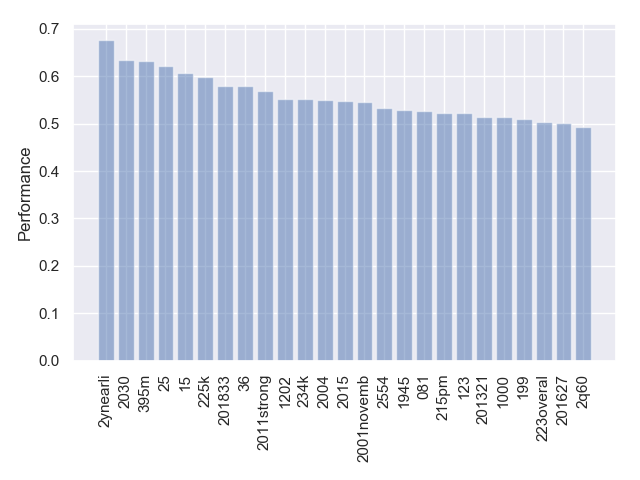 0.7
0.6
0.5
0.4
0.3
0.2
0.1
0.0
Performance
2ynearli
2030
395m
25
15
225k
201833
36
2011strong
1202
234k
2004
2015
2001novemb
2554
1945
081
215pm
123
201321
1000
199
223overal
201627
2q60